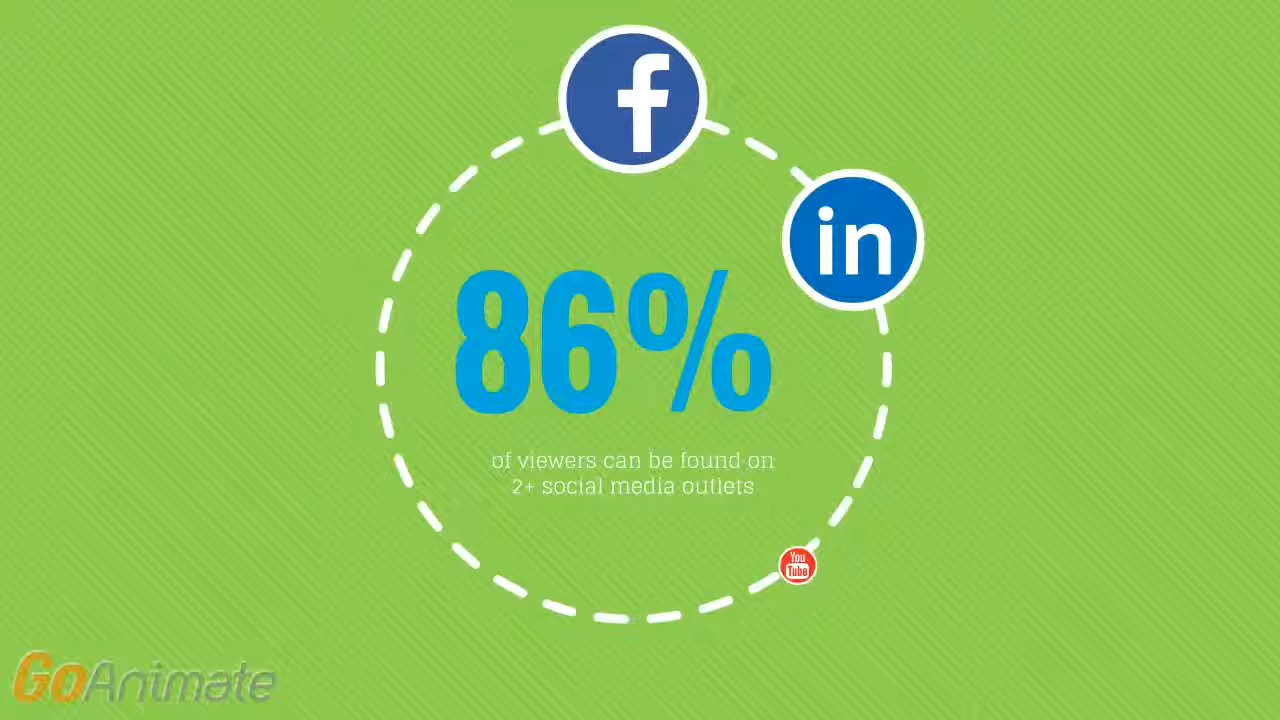 f
in
86%
of viewers can be found on
2+ social media outlets
You
Tube
GoAnimate